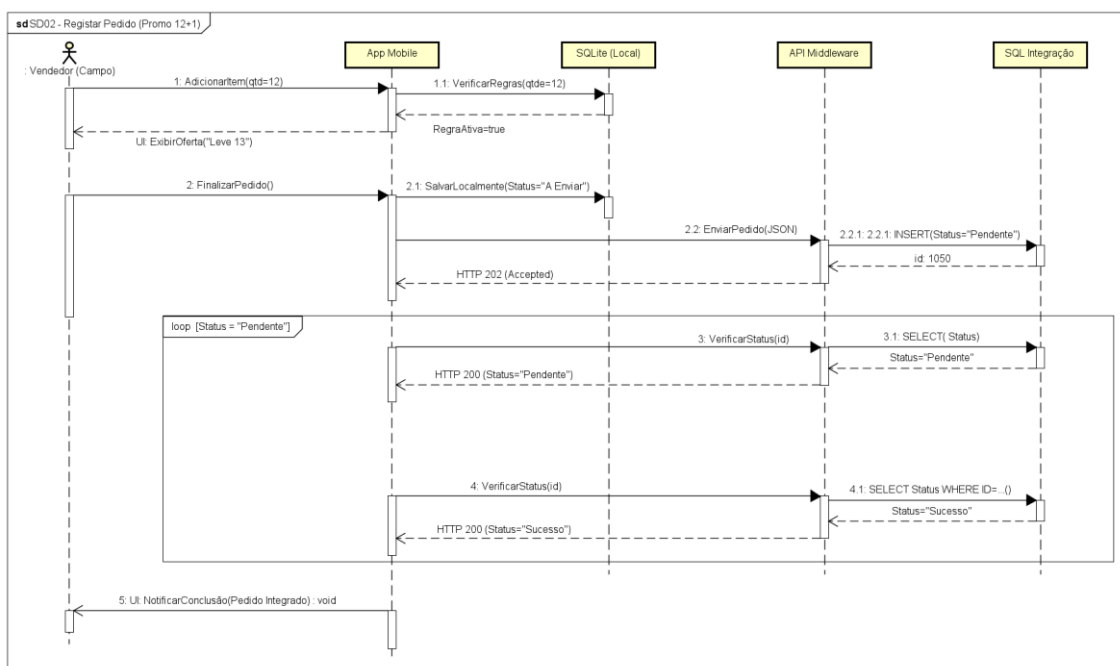 sd SD02 - Registar Pedido (Promo 12+1)
: Vendedor (Campo)
App Mobile
SQLite (Local)
API Middleware
SQL Integração
1: AdicionarItem(qtd=12)
1.1: VerificarRegras(qtde=12)
RegraAtiva=true
UI: ExibirOferta("Leve 13")
2: FinalizarPedido()
2.1: SalvarLocalmente(Status="A Enviar")
2.2: EnviarPedido(JSON)
2.2.1: 2.2.1: INSERT(Status="Pendente")
id: 1050
HTTP 202 (Accepted)
loop [Status = "Pendente"]
3: VerificarStatus(id)
3.1: SELECT( Status)
Status="Pendente"
HTTP 200 (Status="Pendente")
4: VerificarStatus(id)
4.1: SELECT Status WHERE ID=...()
Status="Sucesso"
HTTP 200 (Status="Sucesso")
5: UI: NotificarConclusão(Pedido Integrado) : void